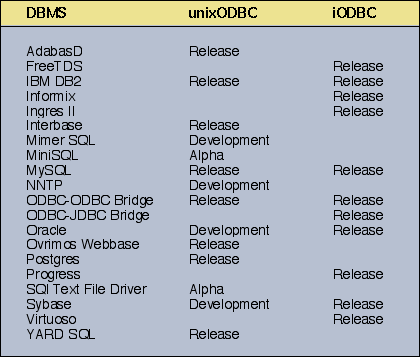 DBMS unixODBC iODBC
AdabasD Release
FreeTDS Release
IBM DB2 Release Release
Informix Release
Ingres II Release
Interbase Release
Mimer SQL Development
MiniSQL Alpha
MySQL Release Release
NNTP Development
ODBC-ODBC Bridge Release Release
ODBC-JDBC Bridge Release
Oracle Development Release
Ovrimos Webbase Release
Postgres Release
Progress Release
SQI Text File Driver Alpha
Sybase Development Release
Virtuoso Release
YARD SQL Release